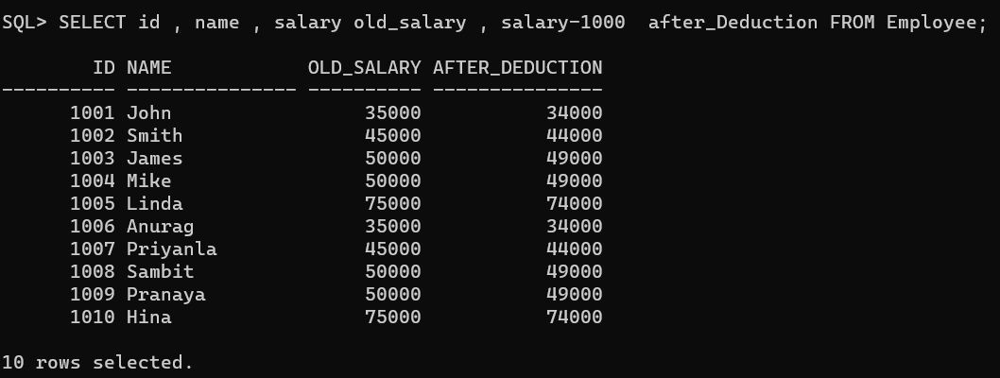 SQL> SELECT id , name , salary old_salary , salary-1000  after_Deduction FROM Employee;
        ID NAME            OLD_SALARY AFTER_DEDUCTION
---------- --------------- ---------- ---------------
      1001 John                 35000           34000
      1002 Smith                45000           44000
      1003 James                50000           49000
      1004 Mike                 50000           49000
      1005 Linda                75000           74000
      1006 Anurag               35000           34000
      1007 Priyanla             45000           44000
      1008 Sambit               50000           49000
      1009 Pranaya              50000           49000
      1010 Hina                 75000           74000
10 rows selected.